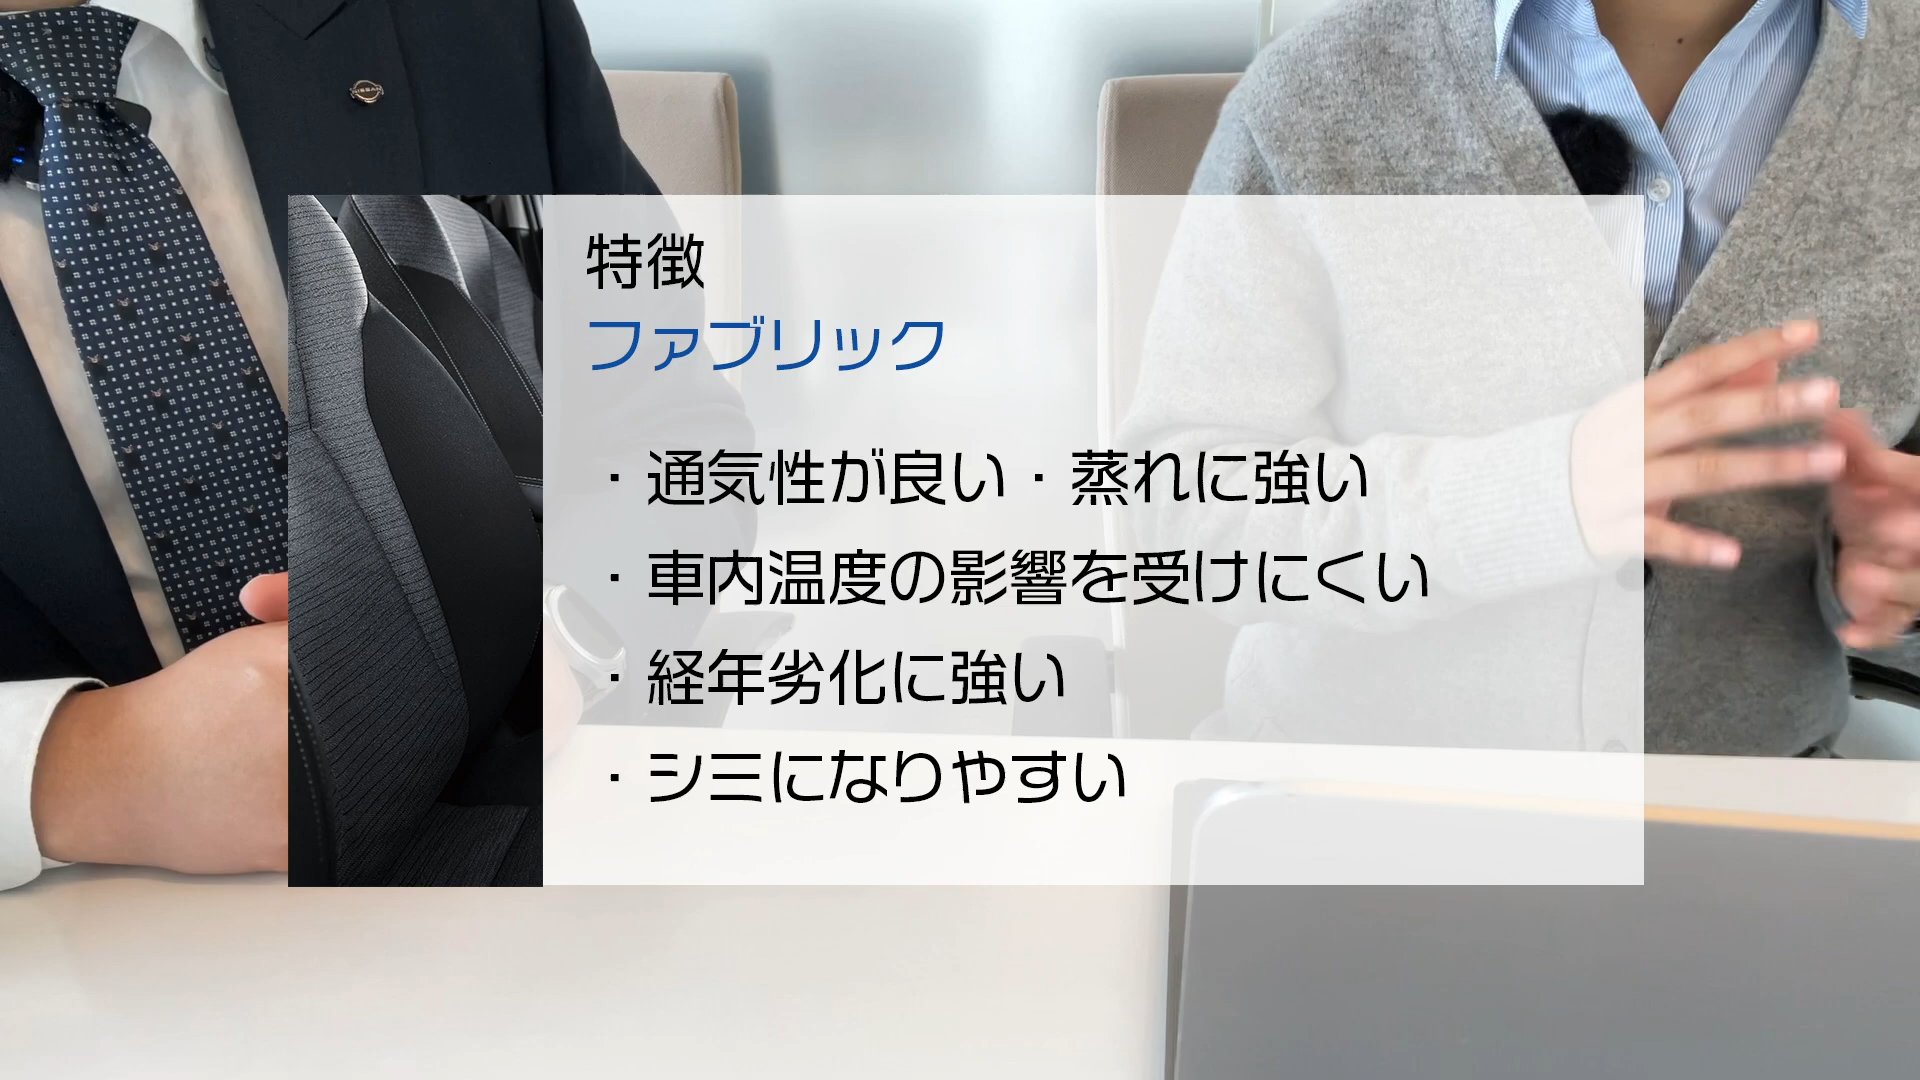 NISSAN
特徴
ファブリック
・通気性が良い・蒸れに強い
・車内温度の影響を受けにくい
・経年劣化に強い
・シミになりやすい